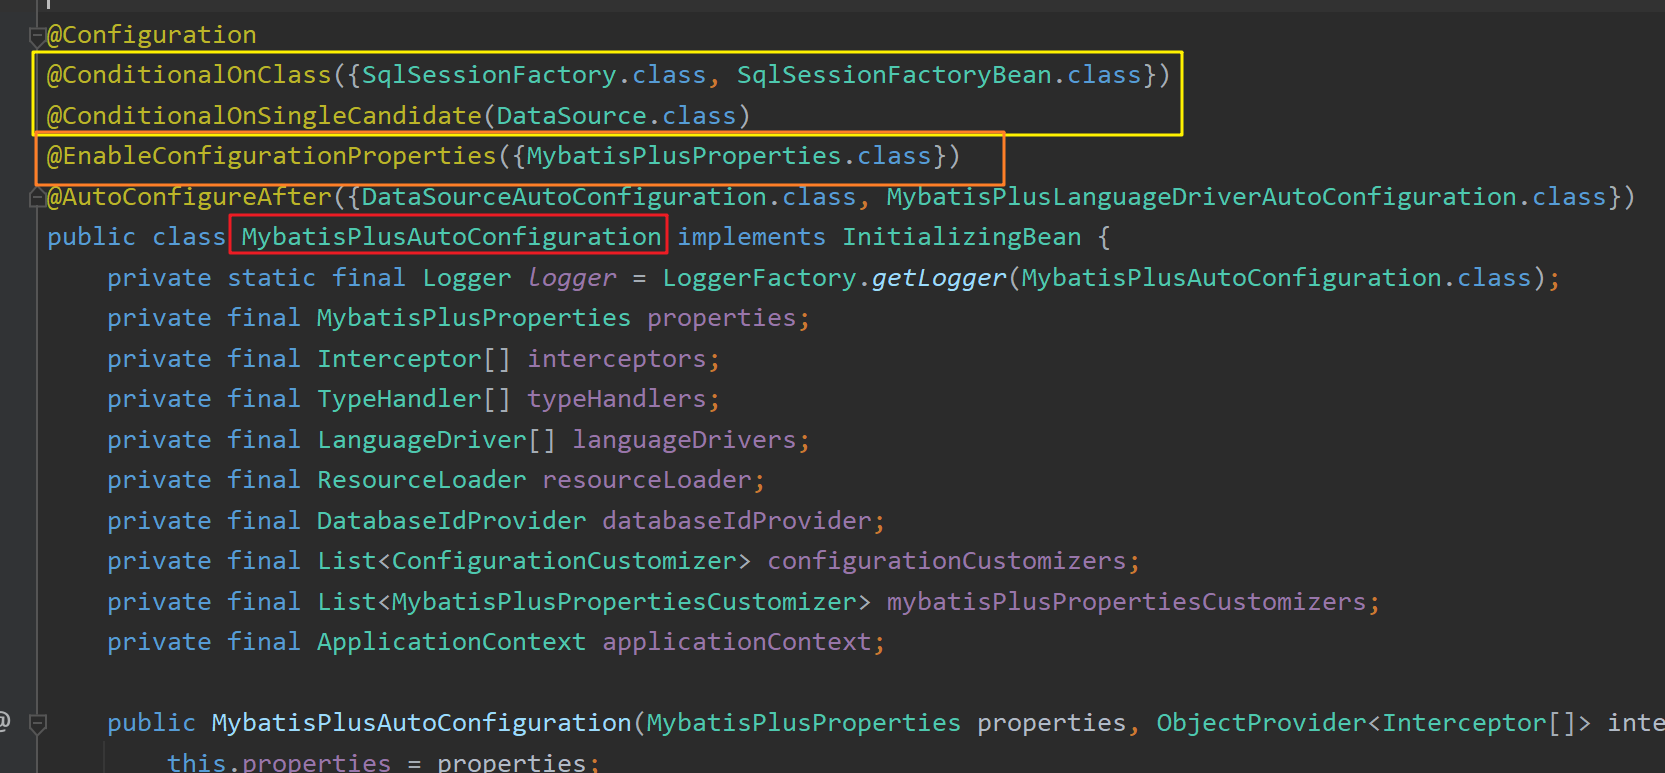 @Configuration
@ConditionalOnClass({SqlSessionFactory.class, SqlSessionFactoryBean.class})
@ConditionalOnSingleCandidate(DataSource.class)
@EnableConfigurationProperties({MybatisPlusProperties.class})
@AutoConfigureAfter({DataSourceAutoConfiguration.class, MybatisPlusLanguageDriverAutoConfiguration.class})
public class MybatisPlusAutoConfiguration implements InitializingBean {
private static final Logger logger = LoggerFactory.getLogger(MybatisPlusAutoConfiguration.class);
private final MybatisPlusProperties properties;
private final Interceptor[] interceptors;
private final TypeHandler[] typeHandlers;
private final LanguageDriver[] languageDrivers;
private final ResourceLoader resourceLoader;
private final DatabaseIdProvider databaseIdProvider;
private final List<ConfigurationCustomizer> configurationCustomizers;
private final List<MybatisPlusPropertiesCustomizer> mybatisPlusPropertiesCustomizers;
private final ApplicationContext applicationContext;
@ public MybatisPlusAutoConfiguration(MybatisPlusProperties properties, ObjectProvider<Interceptor[]> inte
this.properties = properties;